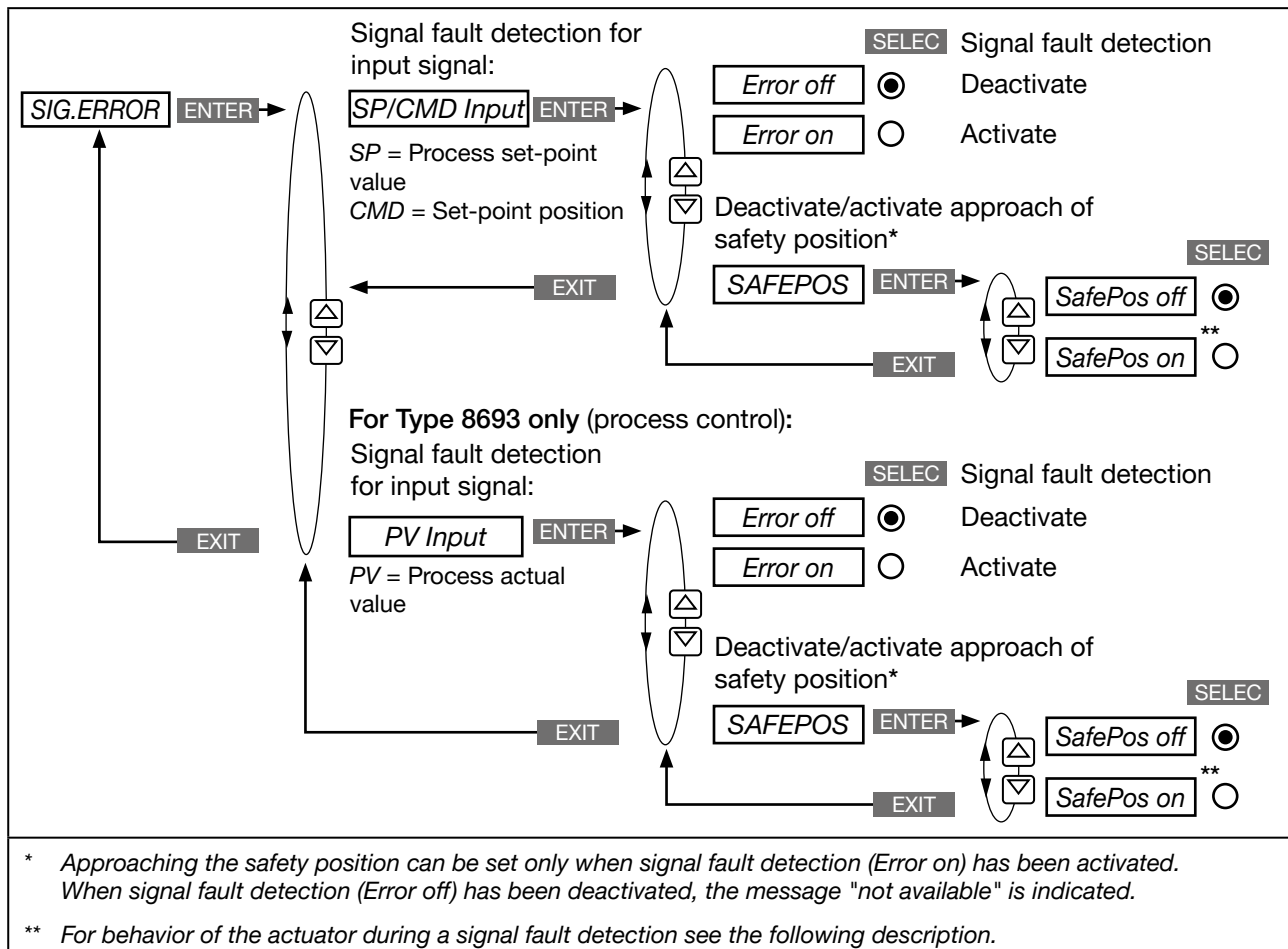 Signal fault detection for
input signal:
SIG.ERROR ENTER
SP/CMD Input ENTER
SP = Process set-point
value
CMD = Set-point position
SELEC Signal fault detection
Error off Deactivate
Error on Activate
Deactivate/activate approach of
safety position*
SELEC
SAFEPOS ENTER
SafePos off
**
SafePos on
EXIT
EXIT
For Type 8693 only (process control):
Signal fault detection
for input signal:
PV Input ENTER
PV = Process actual
value
SELEC Signal fault detection
Error off Deactivate
Error on Activate
EXIT
Deactivate/activate approach of
safety position*
SELEC
SAFEPOS ENTER
SafePos off
**
SafePos on
EXIT
EXIT
* Approaching the safety position can be set only when signal fault detection (Error on) has been activated.
When signal fault detection (Error off) has been deactivated, the message "not available" is indicated.
** For behavior of the actuator during a signal fault detection see the following description.